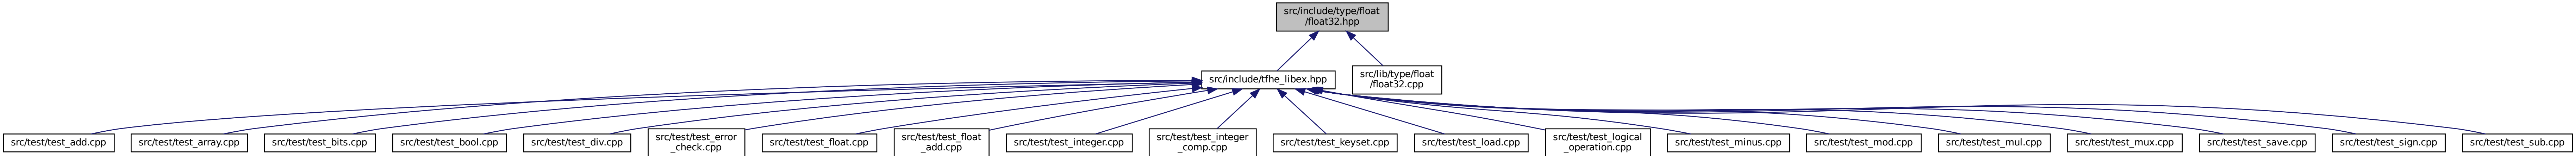 src/include/type/float
/float32.hpp
src/include/tfhe_libex.hpp
src/lib/type/float
/float32.cpp
src/test/test_add.cpp
src/test/test_array.cpp
src/test/test_bits.cpp
src/test/test_bool.cpp
src/test/test_div.cpp
src/test/test_error
_check.cpp
src/test/test_float.cpp
src/test/test_float
_add.cpp
src/test/test_integer.cpp
src/test/test_integer
_comp.cpp
src/test/test_keyset.cpp
src/test/test_load.cpp
src/test/test_logical
_operation.cpp
src/test/test_minus.cpp
src/test/test_mod.cpp
src/test/test_mul.cpp
src/test/test_mux.cpp
src/test/test_save.cpp
src/test/test_sign.cpp
src/test/test_sub.cpp